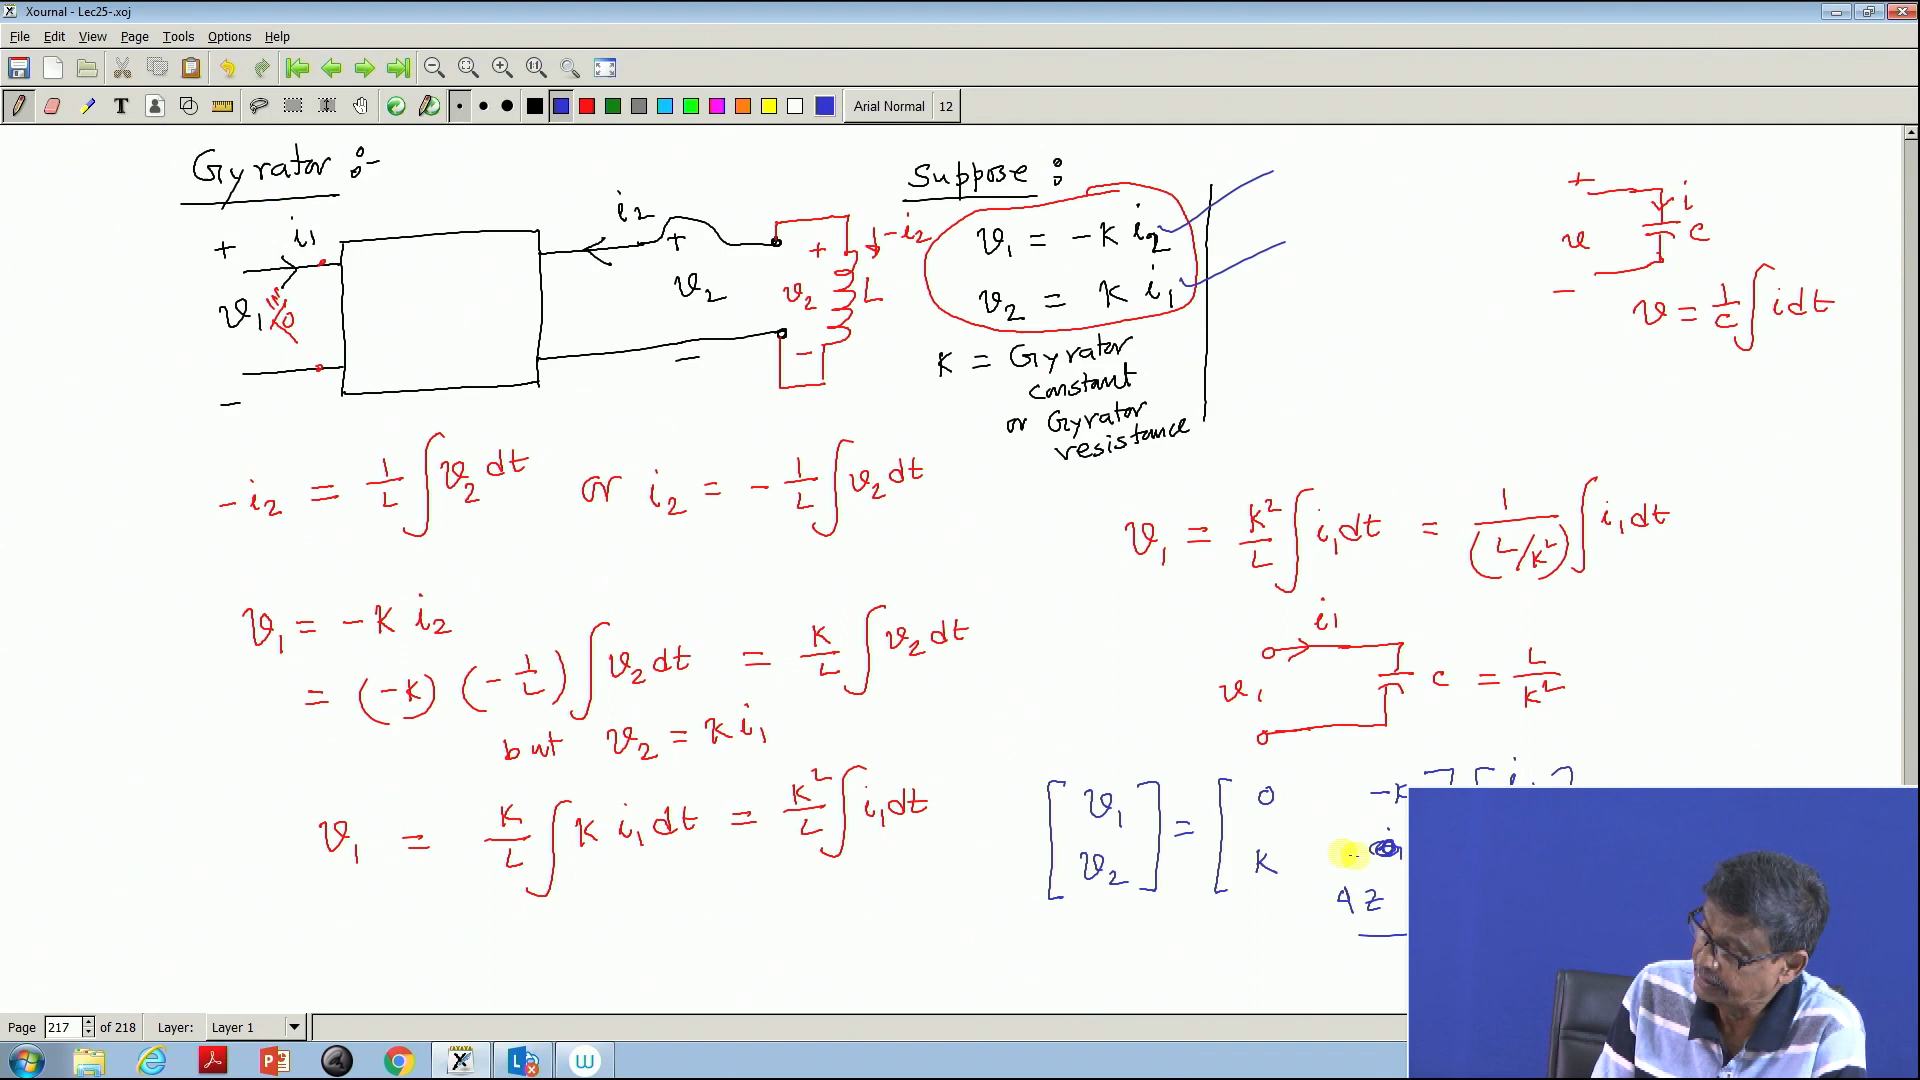 Xournal - Lec25-.xoj
File Edit View Page Tools Options Help
Arial Normal 12
Gyrator :-
i1
i2
+
+
v1
v2
-
-
+
v2
-
L
-i2
Suppose :
v1 = -K i2
v2 = K i1
K = Gyrator
constant
or Gyrator
resistance
+
i
v
C
-
v = 1/C ∫ i dt
-i2 = 1/L ∫ v2 dt or i2 = - 1/L ∫ v2 dt
v1 = K²/L ∫ i1 dt = 1/(L/K²) ∫ i1 dt
v1 = -K i2
= (-K) (-1/L) ∫ v2 dt = K/L ∫ v2 dt
but v2 = K i1
v1 = K/L ∫ K i1 dt = K²/L ∫ i1 dt
i1
v1
C = L/K²
[v1 v2] = [0 -K
K
Z
Page 217 of 218 Layer: Layer 1